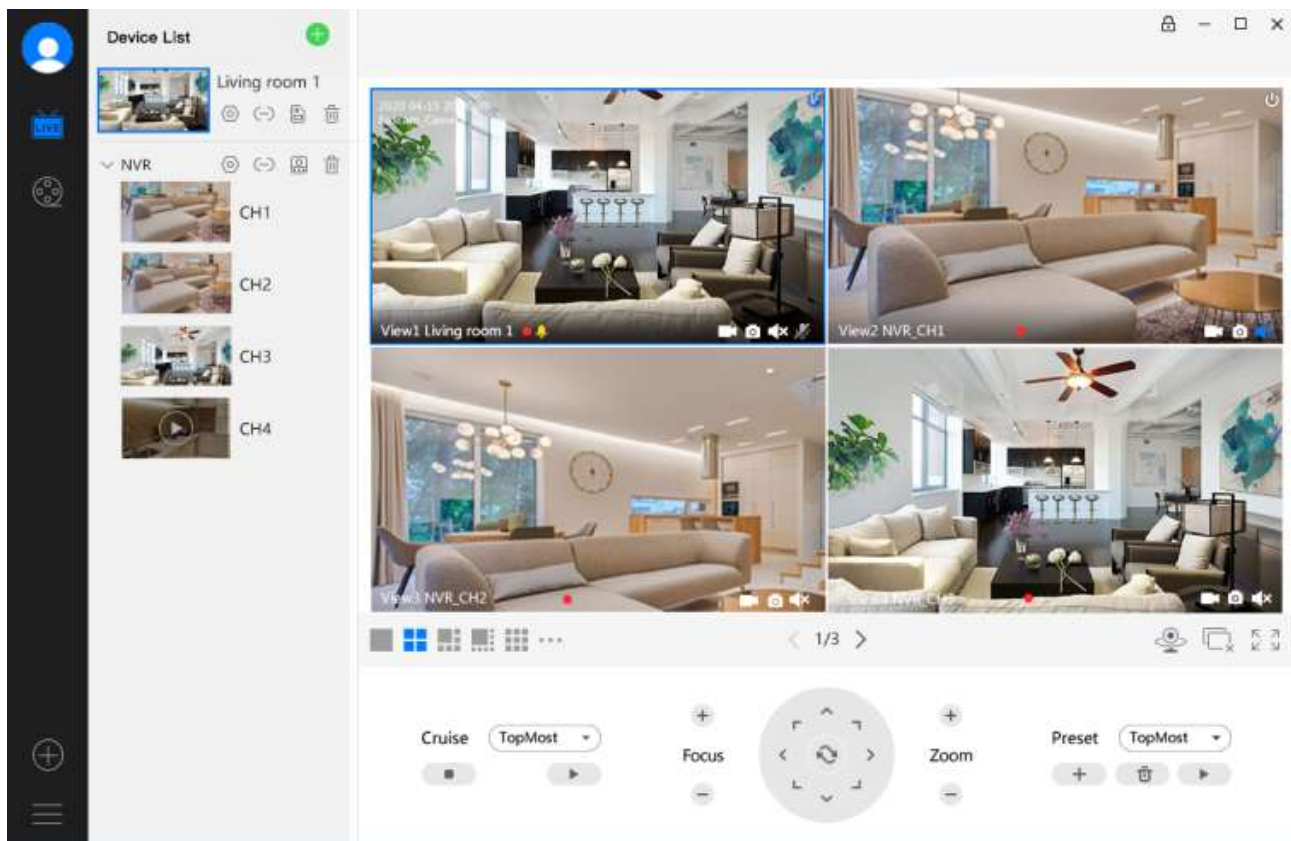 Device List
Living room 1
LIVE
NVR
CH1
CH2
CH3
CH4
View1 Living room 1
View2 NVR_CH1
View3 NVR_CH2
1/3
Cruise
TopMost
Focus
Zoom
Preset
TopMost